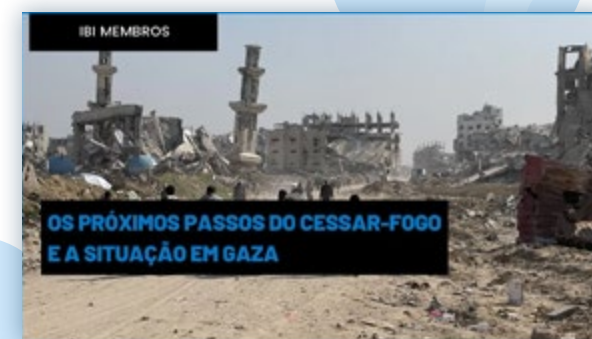 IBI MEMBROS
OS PRÓXIMOS PASSOS DO CESSAR-FOGO
E A SITUAÇÃO EM GAZA